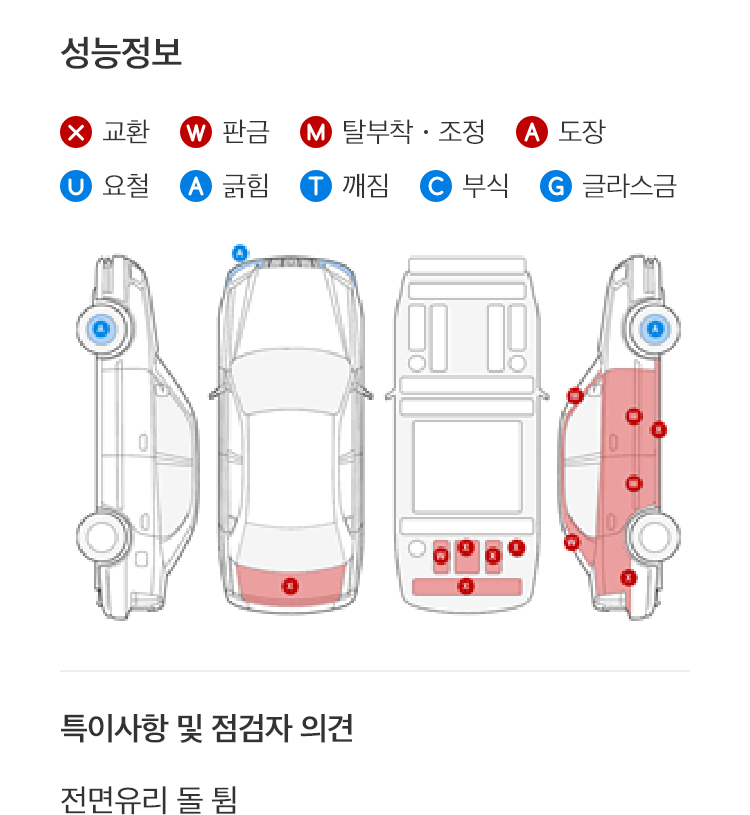 성능정보
X 교환 W 판금 M 탈부착 · 조정 A 도장
U 요철 A 긁힘 T 깨짐 C 부식 G 글라스금
A
A A
W
X
W X X X
W
X X X
특이사항 및 점검자 의견
전면유리 돌 튐